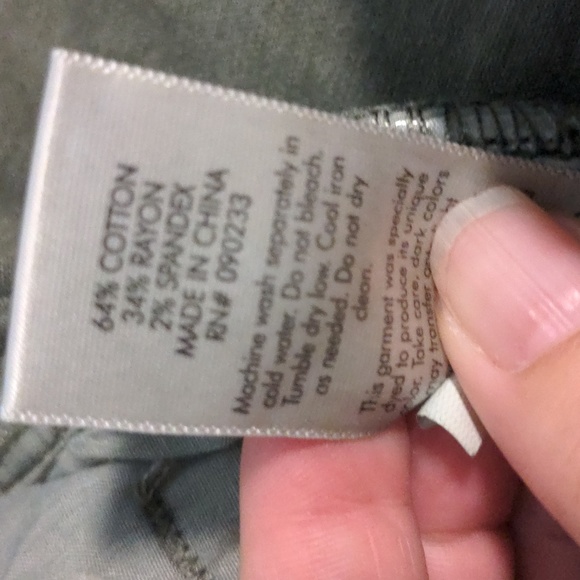 64% COTTON
34% RAYON
2% SPANDEX
MADE IN CHINA
RN# 090233
Machine wash separately in
cold water. Do not bleach.
Tumble dry low. Cool iron
as needed. Do not dry
clean.
This garment was specially
dyed to produce its unique
color. Take care, dark colors
may transfer